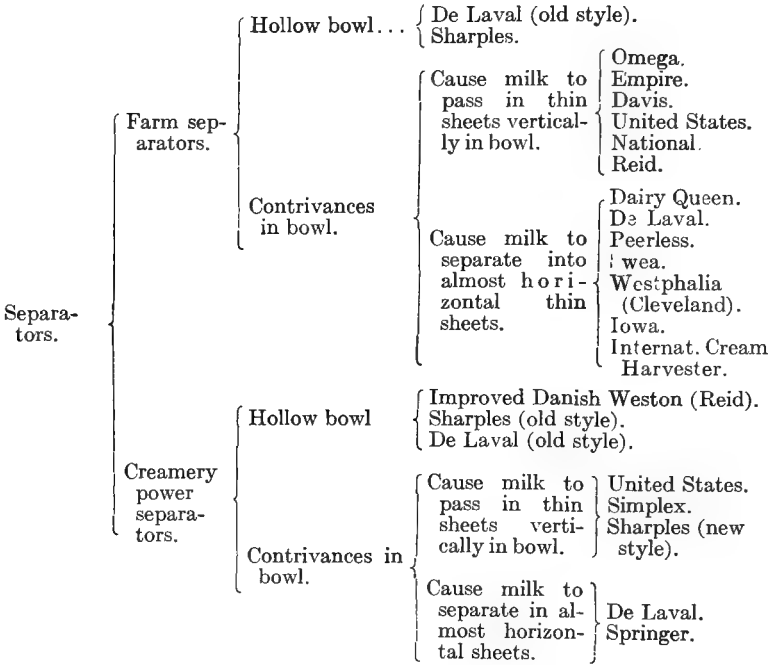 Separa-
tors.
Farm sep-
arators.
Hollow bowl...
De Laval (old style).
Sharples.
Contrivances
in bowl.
Cause milk to
pass in thin
sheets vertical-
ly in bowl.
Omega.
Empire.
Davis.
United States.
National.
Reid.
Cause milk to
separate into
almost hori-
zontal thin
sheets.
Dairy Queen.
De Laval.
Peerless.
Westphalia
(Cleveland).
Iowa.
Internat. Cream
Harvester.
Creamery
power
separa-
tors.
Hollow bowl
Improved Danish Weston (Reid).
Sharples (old style).
De Laval (old style).
Contrivances in
bowl.
Cause milk to
pass in thin
sheets verti-
cally in bowl.
United States.
Simplex.
Sharples (new
style).
Cause milk to
separate in al-
most horizon-
tal sheets.
De Laval.
Springer.